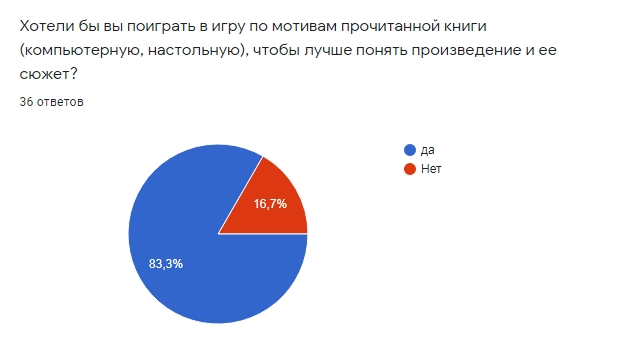 Хотели бы вы поиграть в игру по мотивам прочитанной книги
(компьютерную, настольную), чтобы лучше понять произведение и ее
сюжет?
36 ответов
да
Нет
16,7%
83,3%